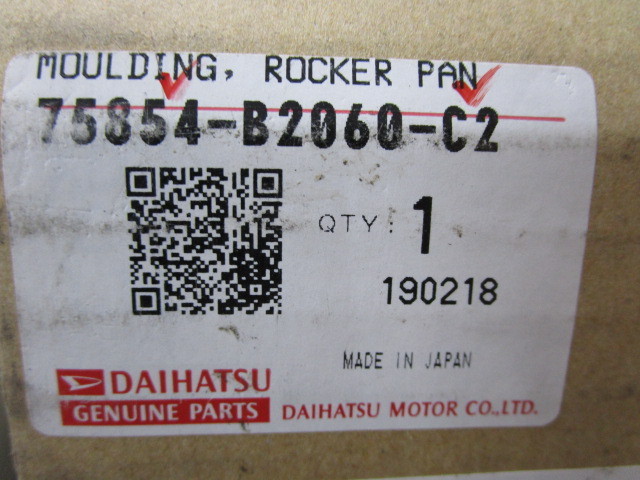 MOULDING, ROCKER PAN
75854-B2060-C2
QTY: 1
190218
MADE IN JAPAN
DAIHATSU
GENUINE PARTS
DAIHATSU MOTOR CO.,LTD.